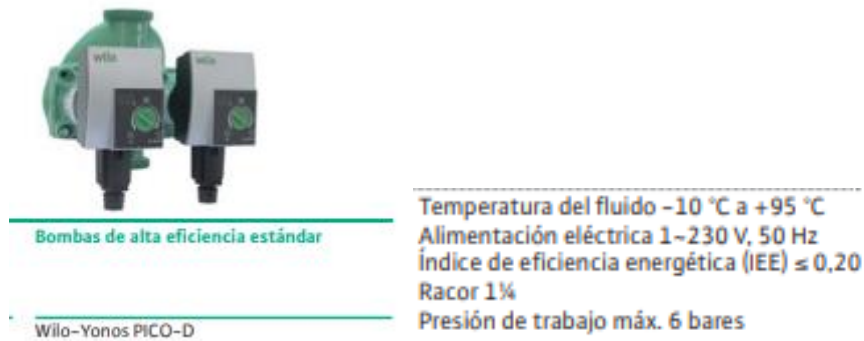 wilo
wilo
Bombas de alta eficiencia estándar
Wilo-Yonos PICO-D
Temperatura del fluido -10 °C a +95 °C
Alimentación eléctrica 1~230 V, 50 Hz
Índice de eficiencia energética (IEE) ≤ 0,20
Racor 1¼
Presión de trabajo máx. 6 bares